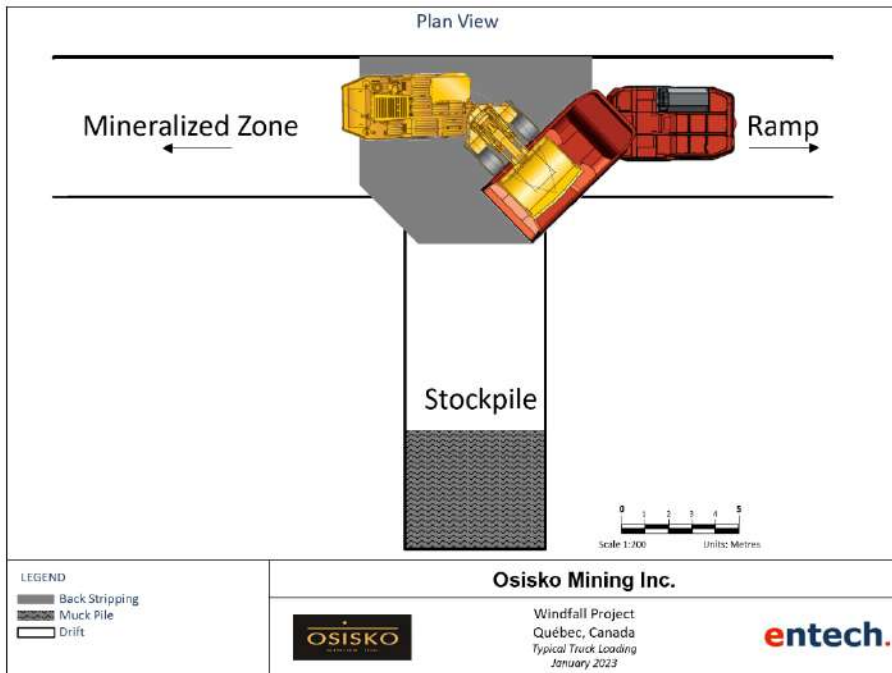 Plan View
Mineralized Zone
Ramp
Stockpile
0 1 2 3 4 5
Scale 1:200 Units: Metres
LEGEND
Back Stripping
Muck Pile
Drift
Osisko Mining Inc.
OSISKO
Windfall Project
Québec, Canada
Typical Truck Loading
January 2023
entech.